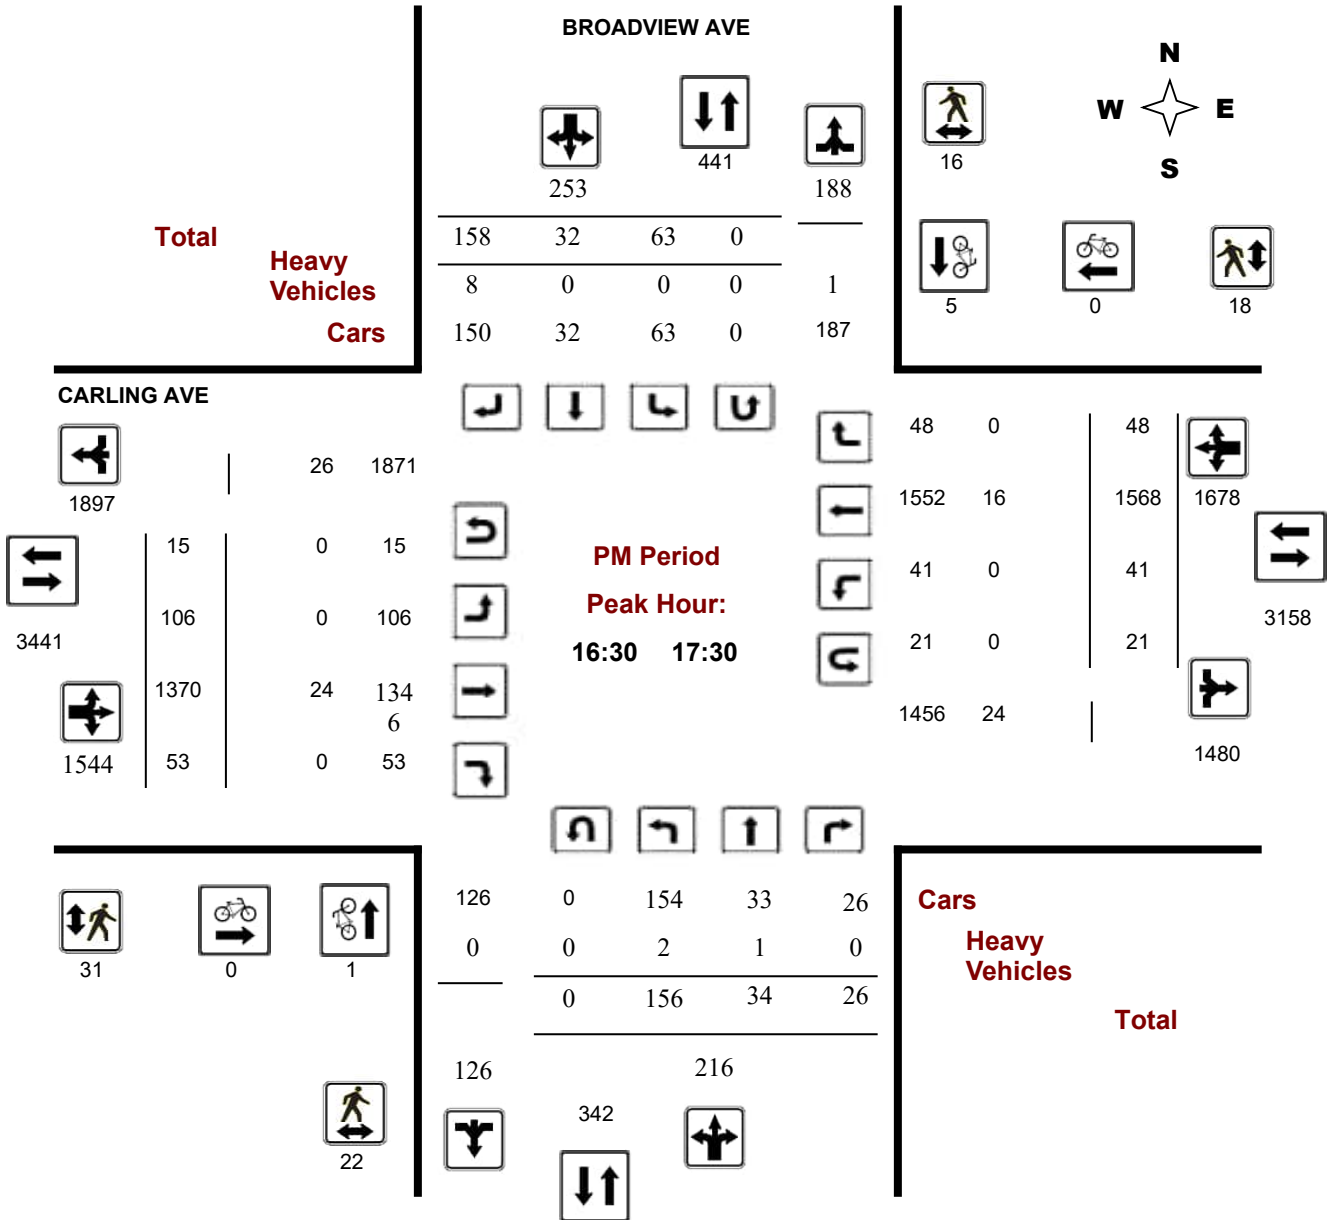 BROADVIEW AVE
N
W E
S
441
16
253
188
Total
158 32 63 0
Heavy
Vehicles
8 0 0 0 1
5 0 18
Cars
150 32 63 0 187
CARLING AVE
48 0 48
26 1871
1897
1552 16 1568 1678
15 0 15
PM Period
41 0 41
106 0 106
Peak Hour:
3158
3441
16:30 17:30
21 0 21
1370 24 134
6
1456 24
1544 53 0 53
1480
126 0 154 33 26
Cars
0 0 2 1 0
Heavy
Vehicles
31 0 1
0 156 34 26
Total
126 216
342
22